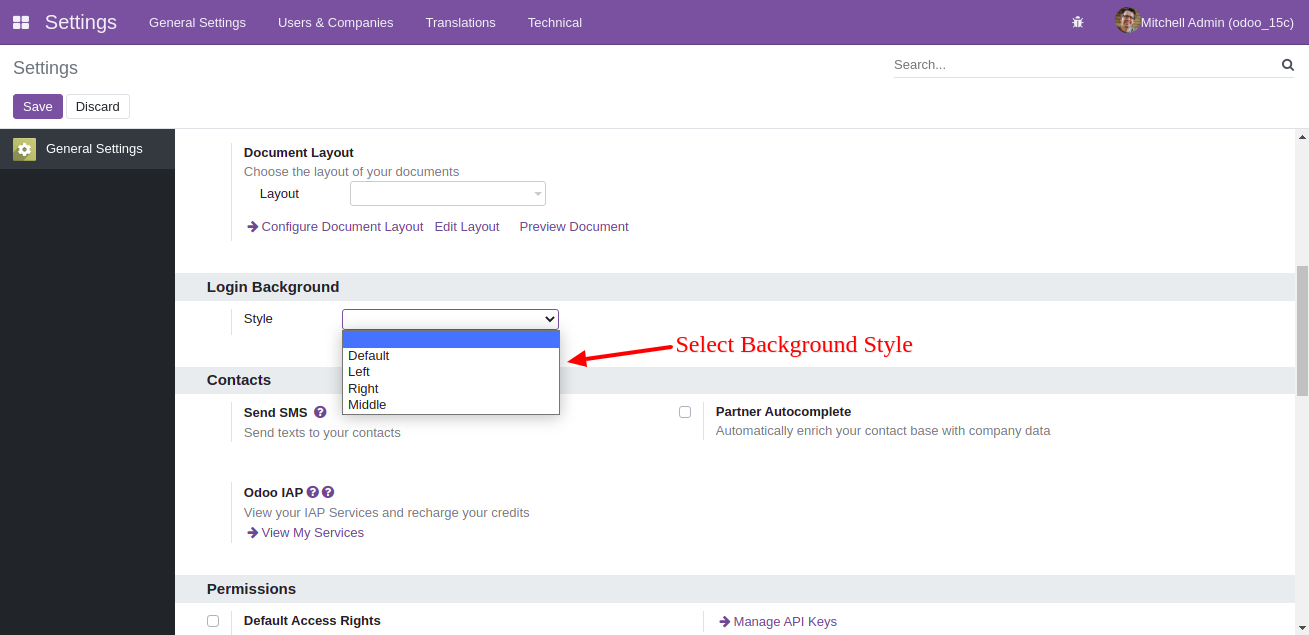 Settings General Settings Users & Companies Translations Technical Mitchell Admin (odoo_15c)
Settings Search...
Save Discard
General Settings
Document Layout
Choose the layout of your documents
Layout
Configure Document Layout Edit Layout Preview Document
Login Background
Style
Select Background Style
Default
Left
Right
Middle
Contacts
Send SMS ?
Send texts to your contacts
Partner Autocomplete
Automatically enrich your contact base with company data
Odoo IAP ? ?
View your IAP Services and recharge your credits
View My Services
Permissions
Default Access Rights
Manage API Keys